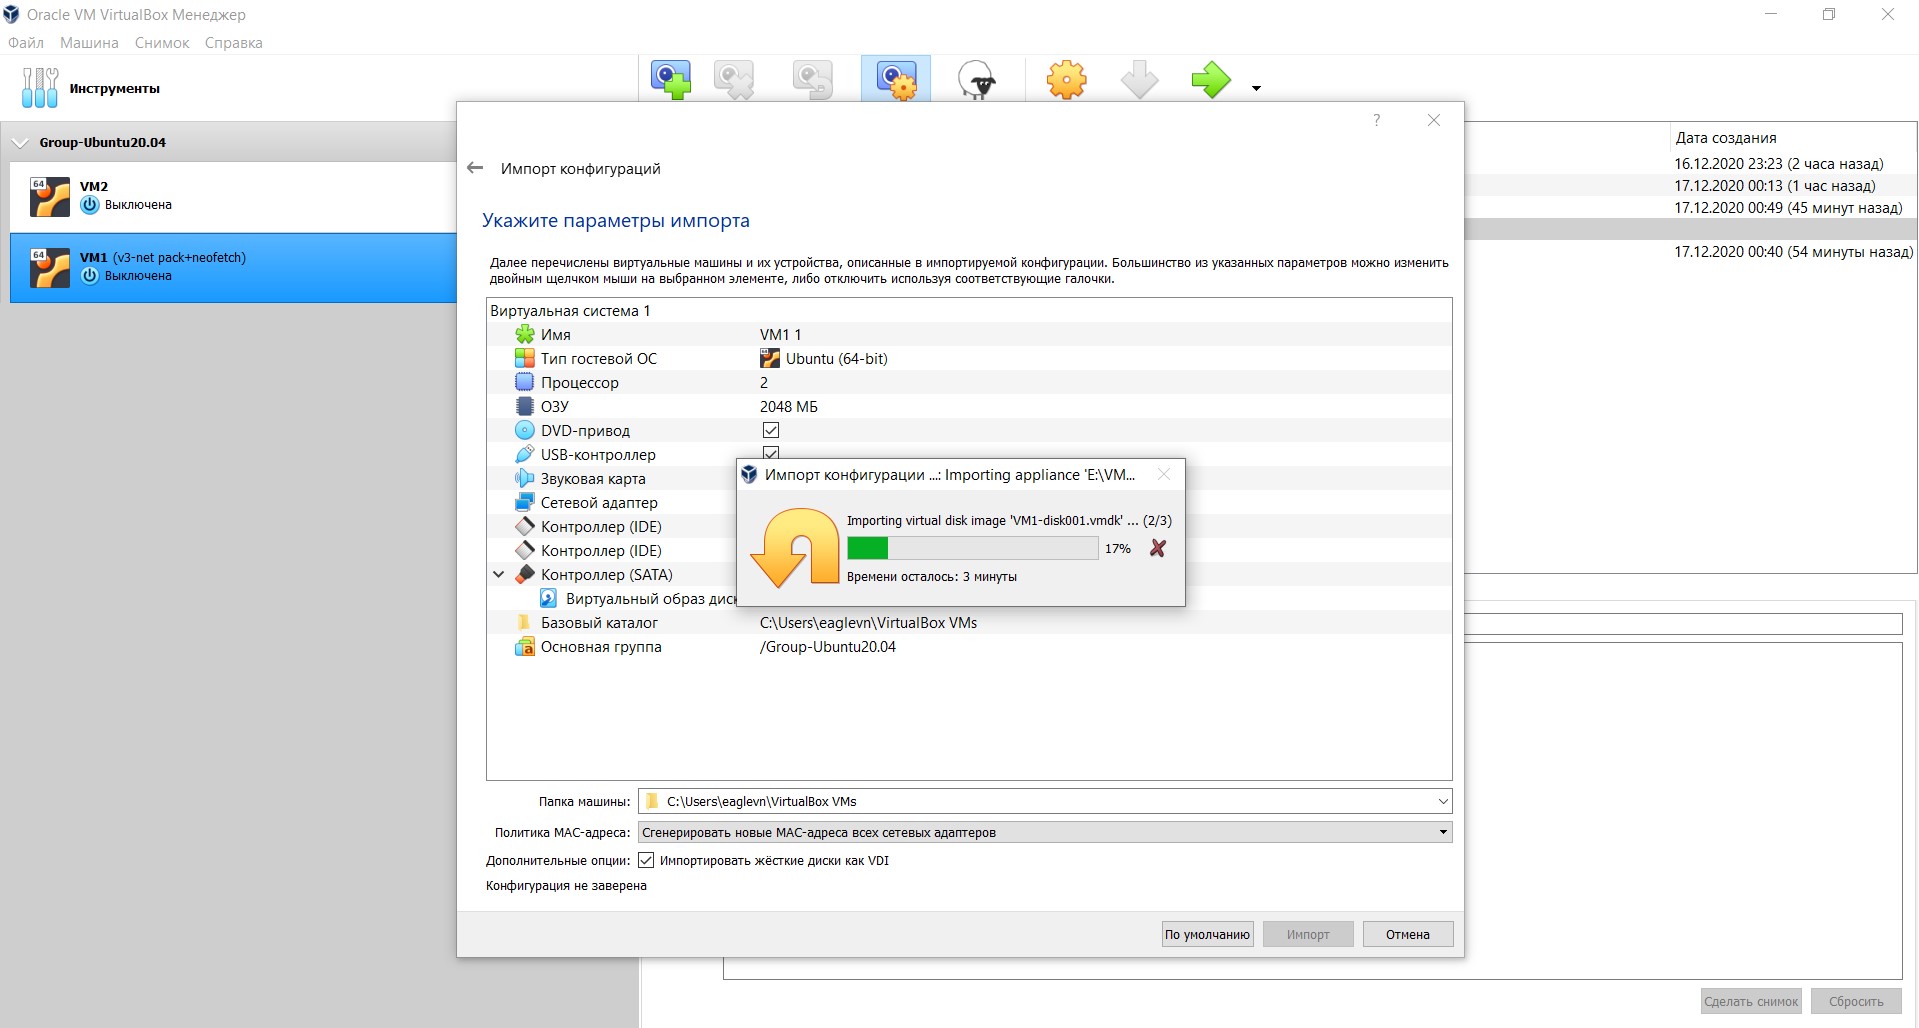 Oracle VM VirtualBox Менеджер
Файл Машина Снимок Справка
Инструменты
Group-Ubuntu20.04
64
VM2
Выключена
64
VM1 (v3-net pack+neofetch)
Выключена
Дата создания
16.12.2020 23:23 (2 часа назад)
17.12.2020 00:13 (1 час назад)
17.12.2020 00:49 (45 минут назад)
17.12.2020 00:40 (54 минуты назад)
?
Импорт конфигураций
Укажите параметры импорта
Далее перечислены виртуальные машины и их устройства, описанные в импортируемой конфигурации. Большинство из указанных параметров можно изменить
двойным щелчком мыши на выбранном элементе, либо отключить используя соответствующие галочки.
Виртуальная система 1
Имя VM1 1
Тип гостевой ОС Ubuntu (64-bit)
Процессор 2
ОЗУ 2048 МБ
DVD-привод
USB-контроллер
Звуковая карта
Сетевой адаптер
Контроллер (IDE)
Контроллер (IDE)
Контроллер (SATA)
Виртуальный образ диск
Базовый каталог C:\Users\eaglevn\VirtualBox VMs
Основная группа /Group-Ubuntu20.04
Импорт конфигурации ...: Importing appliance 'E:\VM...
Importing virtual disk image 'VM1-disk001.vmdk' ... (2/3)
17%
Времени осталось: 3 минуты
Папка машины: C:\Users\eaglevn\VirtualBox VMs
Политика MAC-адреса: Сгенерировать новые MAC-адреса всех сетевых адаптеров
Дополнительные опции: Импортировать жёсткие диски как VDI
Конфигурация не заверена
По умолчанию Импорт Отмена
Сделать снимок Сбросить